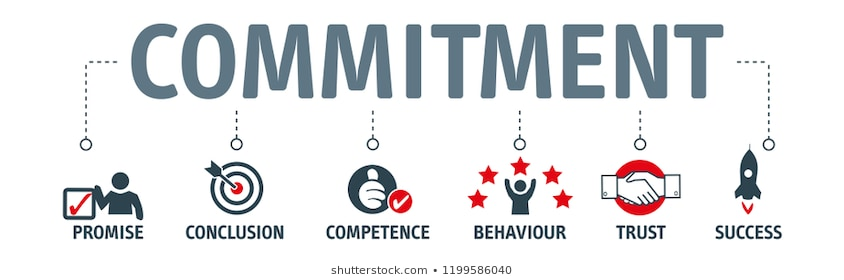 COMMITMENT
PROMISE CONCLUSION COMPETENCE BEHAVIOUR TRUST SUCCESS
shutterstock.com • 1199586040